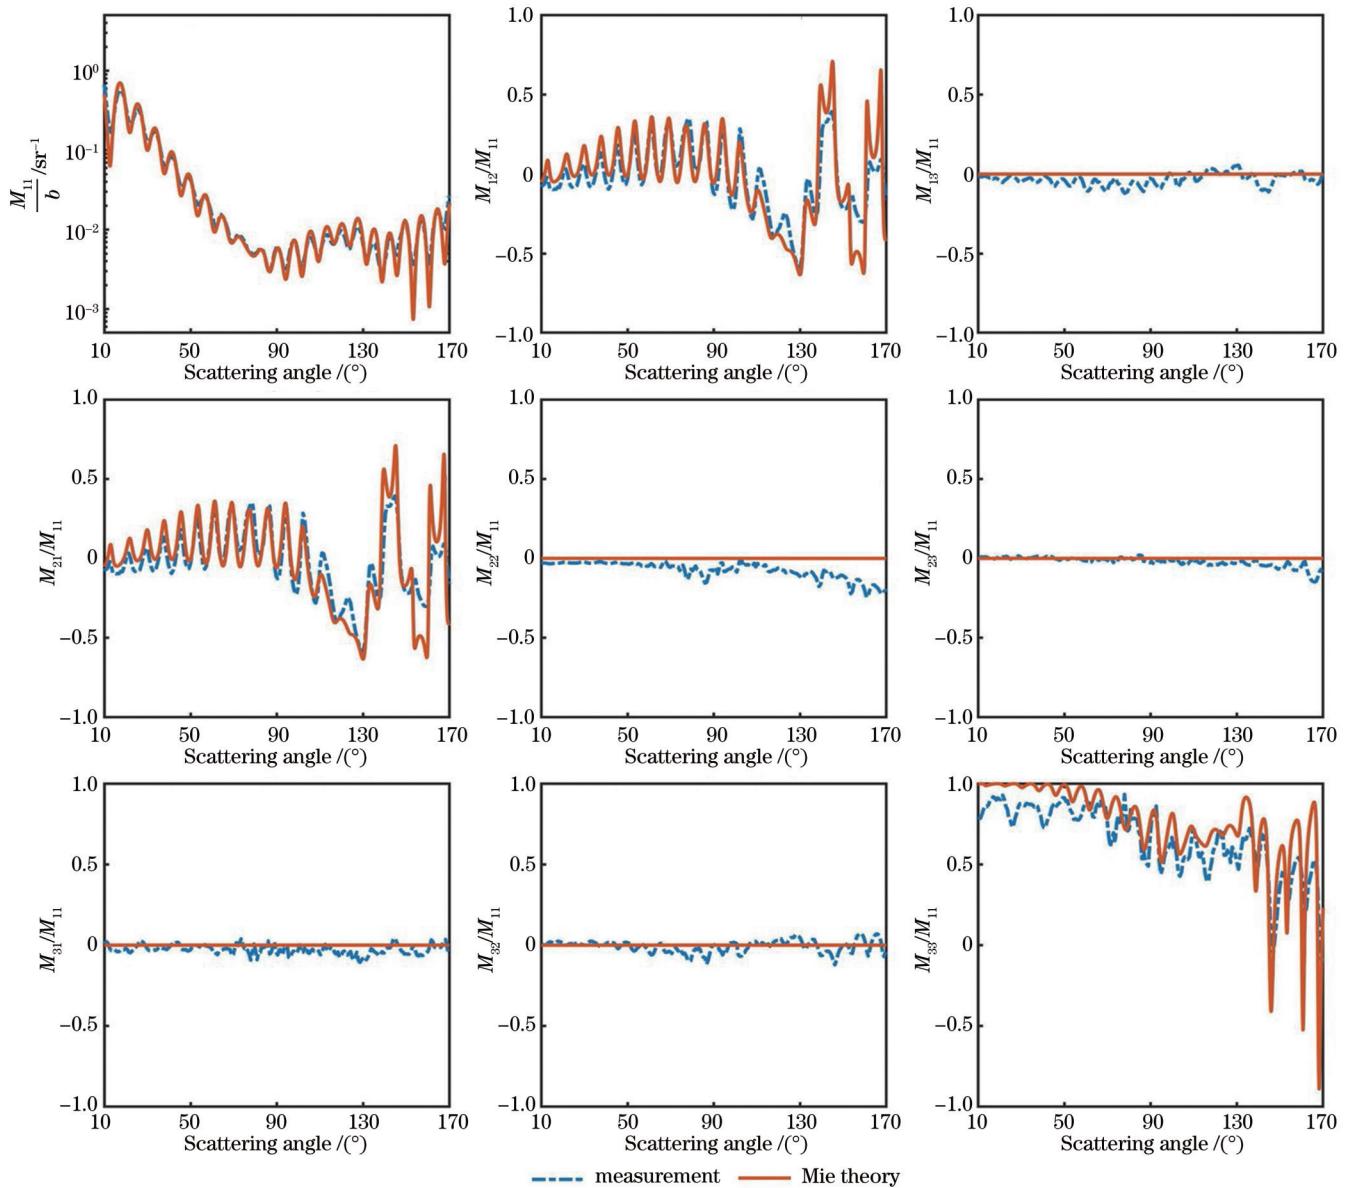 M11/b /sr⁻¹
10⁰
10⁻¹
10⁻²
10⁻³
10 50 90 130 170
Scattering angle /(°)
M12/M11
1.0
0.5
0
−0.5
−1.0
10 50 90 130 170
Scattering angle /(°)
M13/M11
1.0
0.5
0
−0.5
−1.0
10 50 90 130 170
Scattering angle /(°)
M21/M11
1.0
0.5
0
−0.5
−1.0
10 50 90 130 170
Scattering angle /(°)
M22/M11
1.0
0.5
0
−0.5
−1.0
10 50 90 130 170
Scattering angle /(°)
M23/M11
1.0
0.5
0
−0.5
−1.0
10 50 90 130 170
Scattering angle /(°)
M31/M11
1.0
0.5
0
−0.5
−1.0
10 50 90 130 170
Scattering angle /(°)
M32/M11
1.0
0.5
0
−0.5
−1.0
10 50 90 130 170
Scattering angle /(°)
M33/M11
1.0
0.5
0
−0.5
−1.0
10 50 90 130 170
Scattering angle /(°)
measurement Mie theory